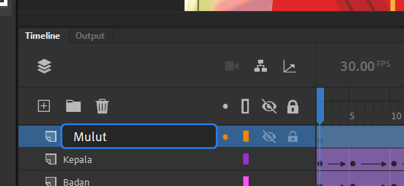 Timeline Output
30.00 FPS
5 10
Mulut
Kepala
Badan